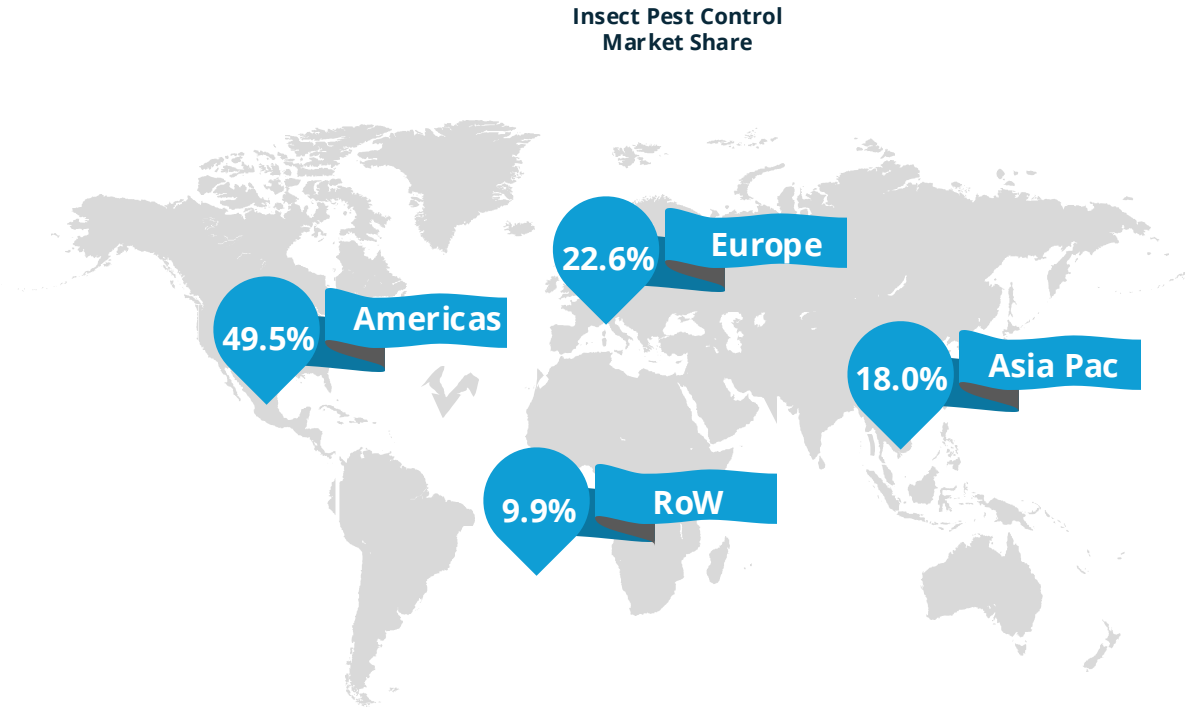 Insect Pest Control
Market Share
22.6%
Europe
49.5%
Americas
18.0%
Asia Pac
9.9%
RoW